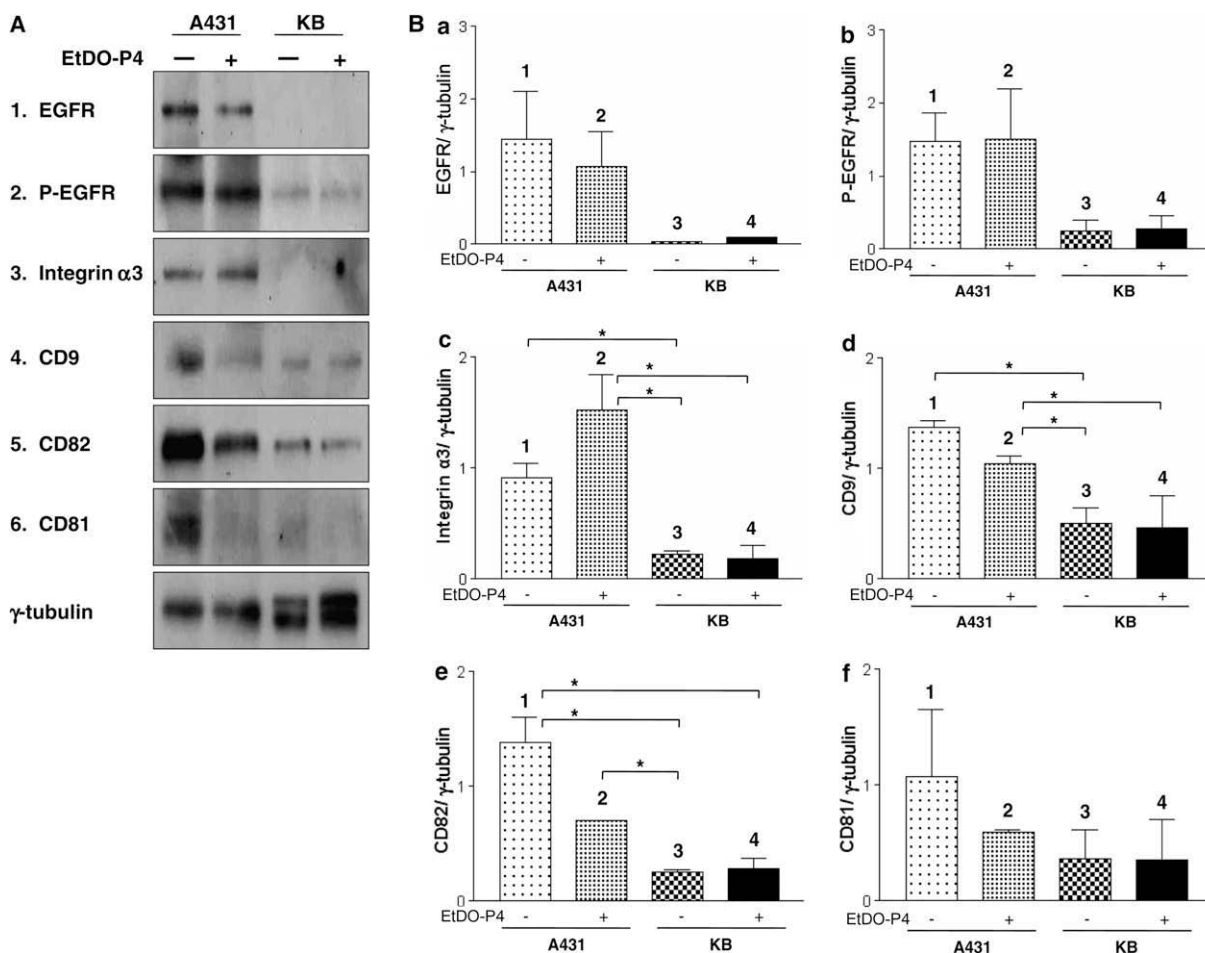 A
A431 KB
EtDO-P4 — + — +
1. EGFR
2. P-EGFR
3. Integrin α3
4. CD9
5. CD82
6. CD81
γ-tubulin
B
a
EGFR/ γ-tubulin
3
2
1
0
1
2
3
4
EtDO-P4 - + - +
A431 KB
b
P-EGFR/ γ-tubulin
3
2
1
0
1
2
3
4
EtDO-P4 - + - +
A431 KB
c
Integrin α3/ γ-tubulin
2
1
0
*
*
*
1
2
3
4
EtDO-P4 - + - +
A431 KB
d
CD9/ γ-tubulin
2
1
0
*
*
*
1
2
3
4
EtDO-P4 - + - +
A431 KB
e
CD82/ γ-tubulin
2
1
0
*
*
*
1
2
3
4
EtDO-P4 - + - +
A431 KB
f
CD81/ γ-tubulin
2
1
0
1
2
3
4
EtDO-P4 - + - +
A431 KB